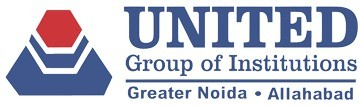 UNITED
Group of Institutions
Greater Noida • Allahabad